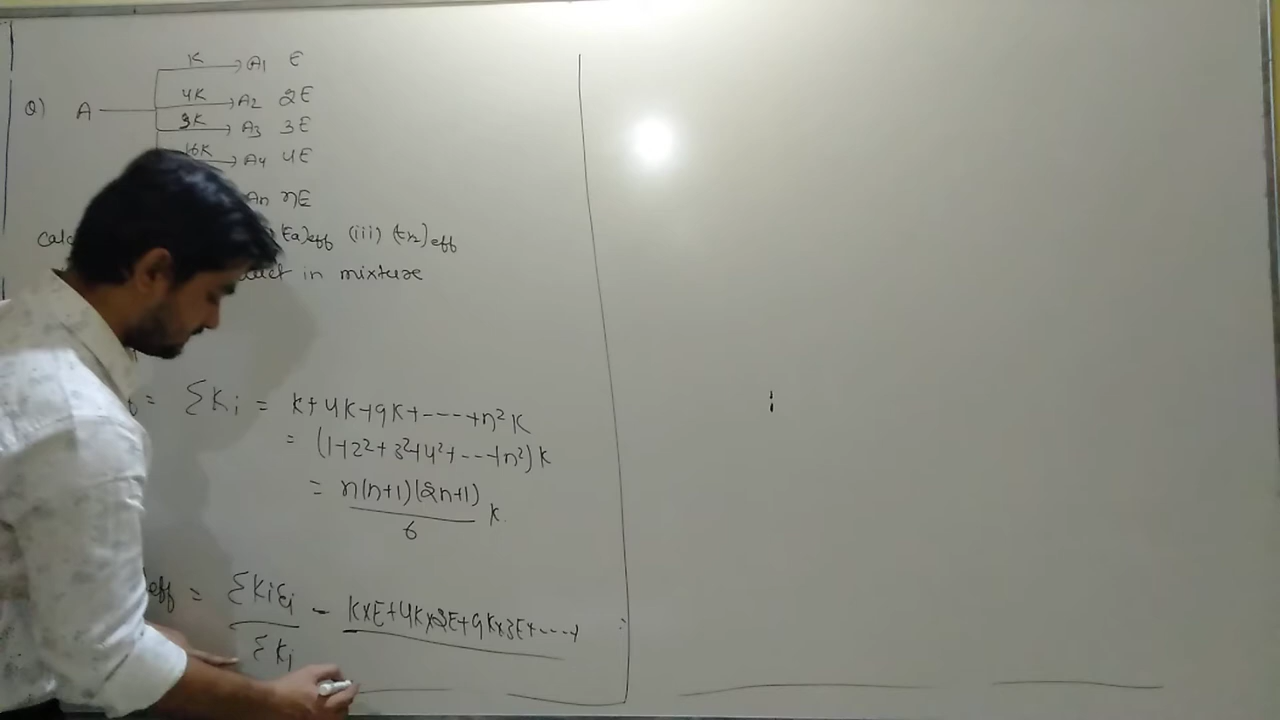 K → A1 E
Q) A
4K → A2 2E
3K → A3 3E
16K → A4 4E
An nE
Ea)eff (iii) (t1/2)eff
in mixture
= ΣKi = K+4K+9K+----+n²K
= (1+2²+3²+4²+---+n²)K
= n(n+1)(2n+1)/6 K.
eff = ΣKiEi/ΣKi = K×E+4K×2E+9K×3E+----+